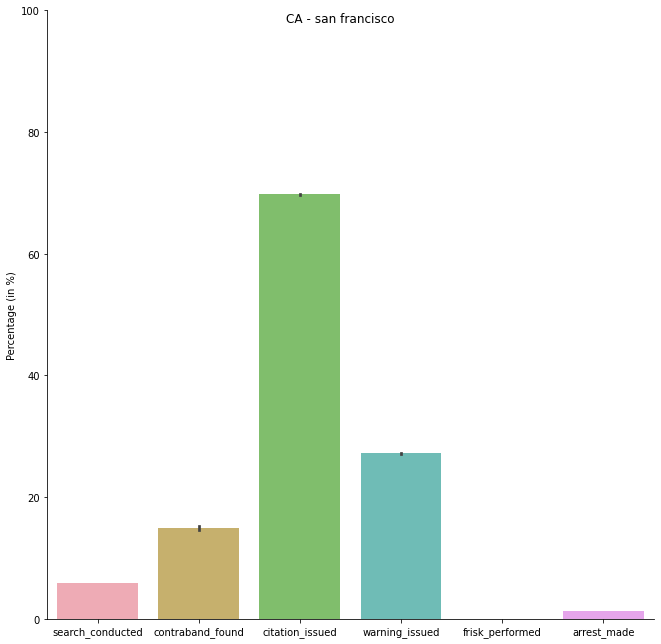 CA - san francisco
100
80
60
40
20
0
Percentage (in %)
search_conducted contraband_found citation_issued warning_issued frisk_performed arrest_made